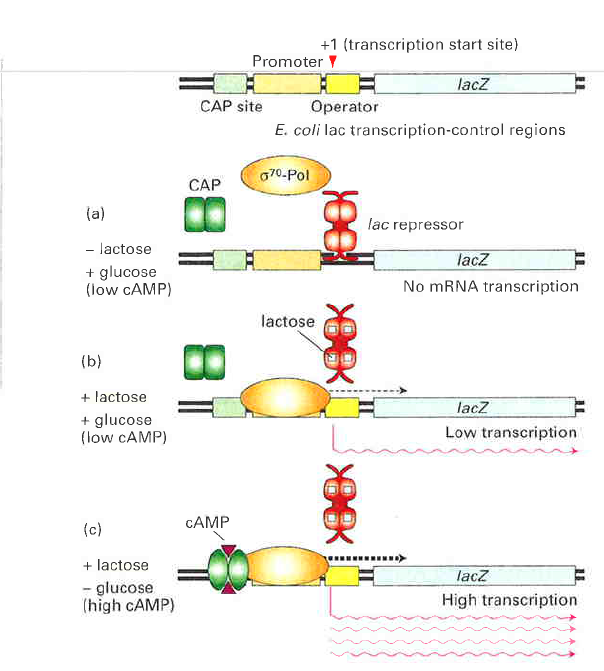 +1 (transcription start site)
Promoter
lacZ
CAP site
Operator
E. coli lac transcription-control regions
σ70-Pol
CAP
(a)
lac repressor
– lactose
+ glucose
(low cAMP)
lacZ
No mRNA transcription
lactose
(b)
+ lactose
+ glucose
(low cAMP)
lacZ
Low transcription
cAMP
(c)
+ lactose
– glucose
(high cAMP)
lacZ
High transcription